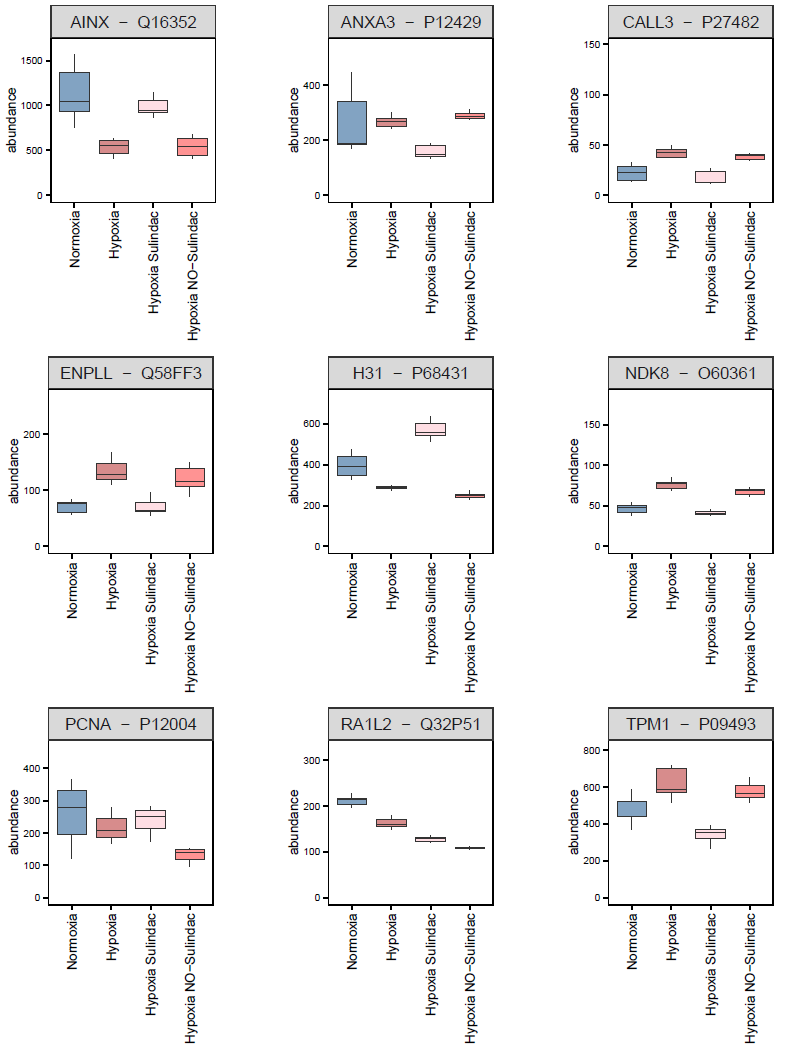 AINX − Q16352
ANXA3 − P12429
CALL3 − P27482
abundance
1500
1000
500
0
abundance
400
200
0
abundance
150
100
50
0
Normoxia
Hypoxia
Hypoxia Sulindac
Hypoxia NO−Sulindac
Normoxia
Hypoxia
Hypoxia Sulindac
Hypoxia NO−Sulindac
Normoxia
Hypoxia
Hypoxia Sulindac
Hypoxia NO−Sulindac
ENPLL − Q58FF3
H31 − P68431
NDK8 − O60361
abundance
200
100
0
abundance
600
400
200
0
abundance
150
100
50
0
Normoxia
Hypoxia
Hypoxia Sulindac
Hypoxia NO−Sulindac
Normoxia
Hypoxia
Hypoxia Sulindac
Hypoxia NO−Sulindac
Normoxia
Hypoxia
Hypoxia Sulindac
Hypoxia NO−Sulindac
PCNA − P12004
RA1L2 − Q32P51
TPM1 − P09493
abundance
400
300
200
100
0
abundance
300
200
100
0
abundance
800
600
400
200
0
Normoxia
Hypoxia
Hypoxia Sulindac
Hypoxia NO−Sulindac
Normoxia
Hypoxia
Hypoxia Sulindac
Hypoxia NO−Sulindac
Normoxia
Hypoxia
Hypoxia Sulindac
Hypoxia NO−Sulindac